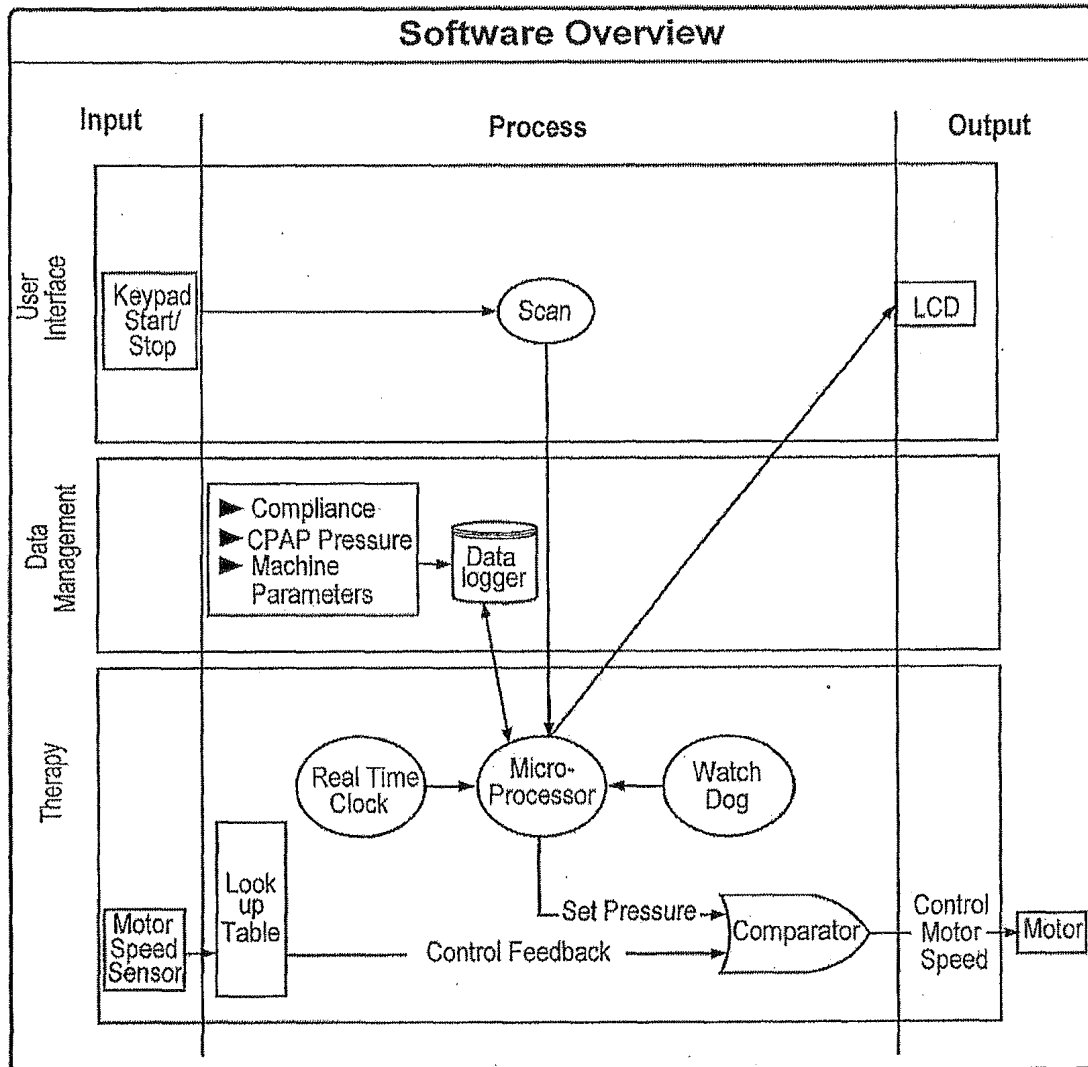 Software Overview
Input
Process
Output
User
Interface
Keypad
Start/
Stop
Scan
LCD
Data
Management
► Compliance
► CPAP Pressure
► Machine
Parameters
Data
logger
Therapy
Real Time
Clock
Micro-
Processor
Watch
Dog
Look
up
Table
Motor
Speed
Sensor
Set Pressure
Control Feedback
Comparator
Control
Motor
Speed
Motor